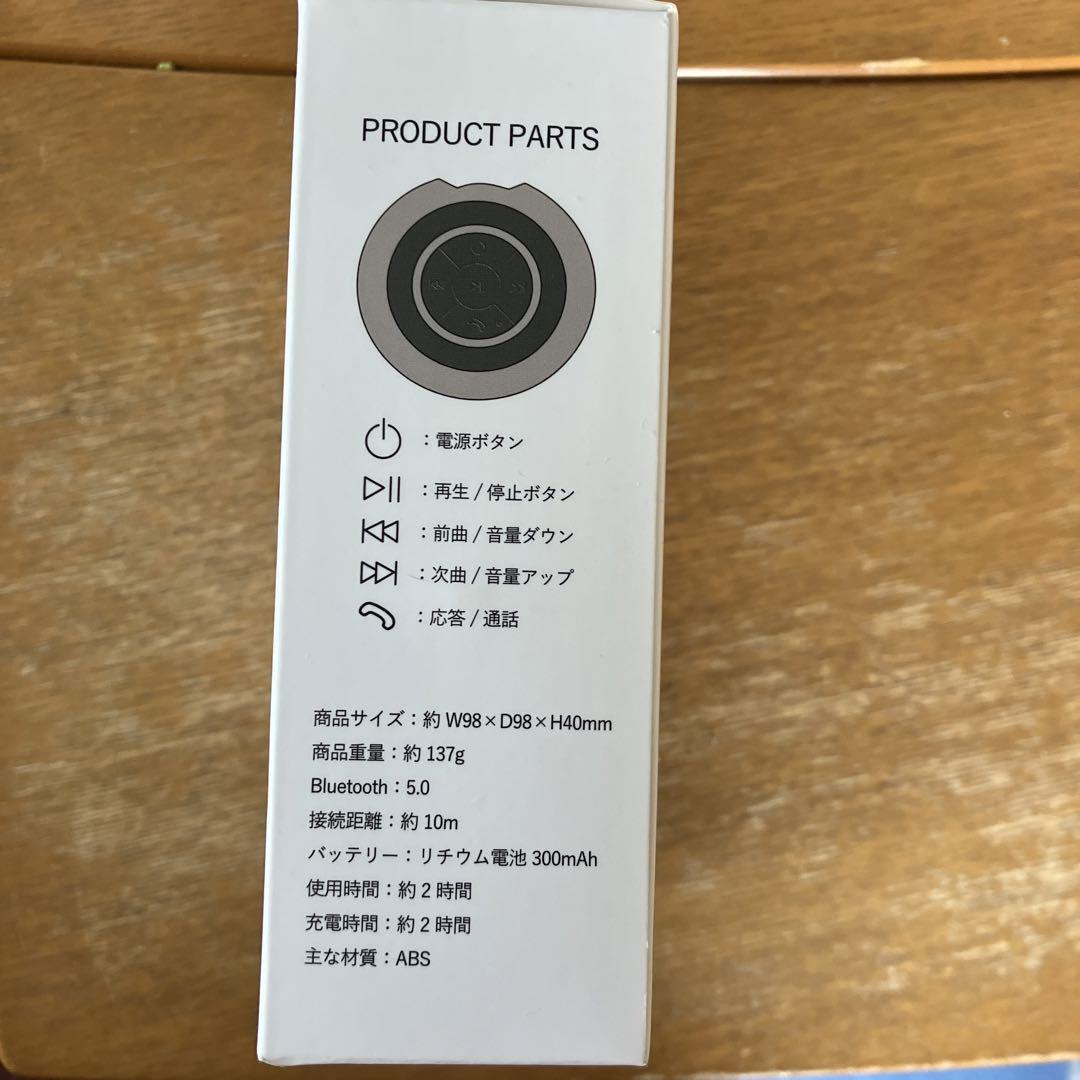 PRODUCT PARTS
：電源ボタン
：再生 / 停止ボタン
：前曲 / 音量ダウン
：次曲 / 音量アップ
：応答 / 通話
商品サイズ：約 W98×D98×H40mm
商品重量：約 137g
Bluetooth：5.0
接続距離：約 10m
バッテリー：リチウム電池 300mAh
使用時間：約 2 時間
充電時間：約 2 時間
主な材質：ABS